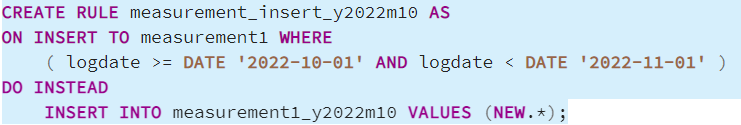 CREATE RULE measurement_insert_y2022m10 AS
ON INSERT TO measurement1 WHERE
    ( logdate >= DATE '2022-10-01' AND logdate < DATE '2022-11-01' )
DO INSTEAD
    INSERT INTO measurement1_y2022m10 VALUES (NEW.*);